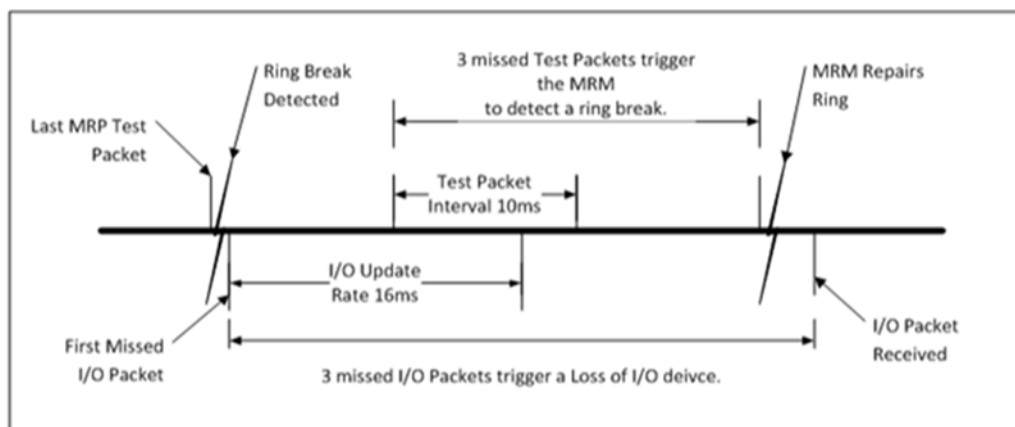 3 missed Test Packets trigger
the MRM
to detect a ring break.
Ring Break
Detected
MRM Repairs
Ring
Last MRP Test
Packet
Test Packet
Interval 10ms
I/O Update
Rate 16ms
First Missed
I/O Packet
I/O Packet
Received
3 missed I/O Packets trigger a Loss of I/O deivce.